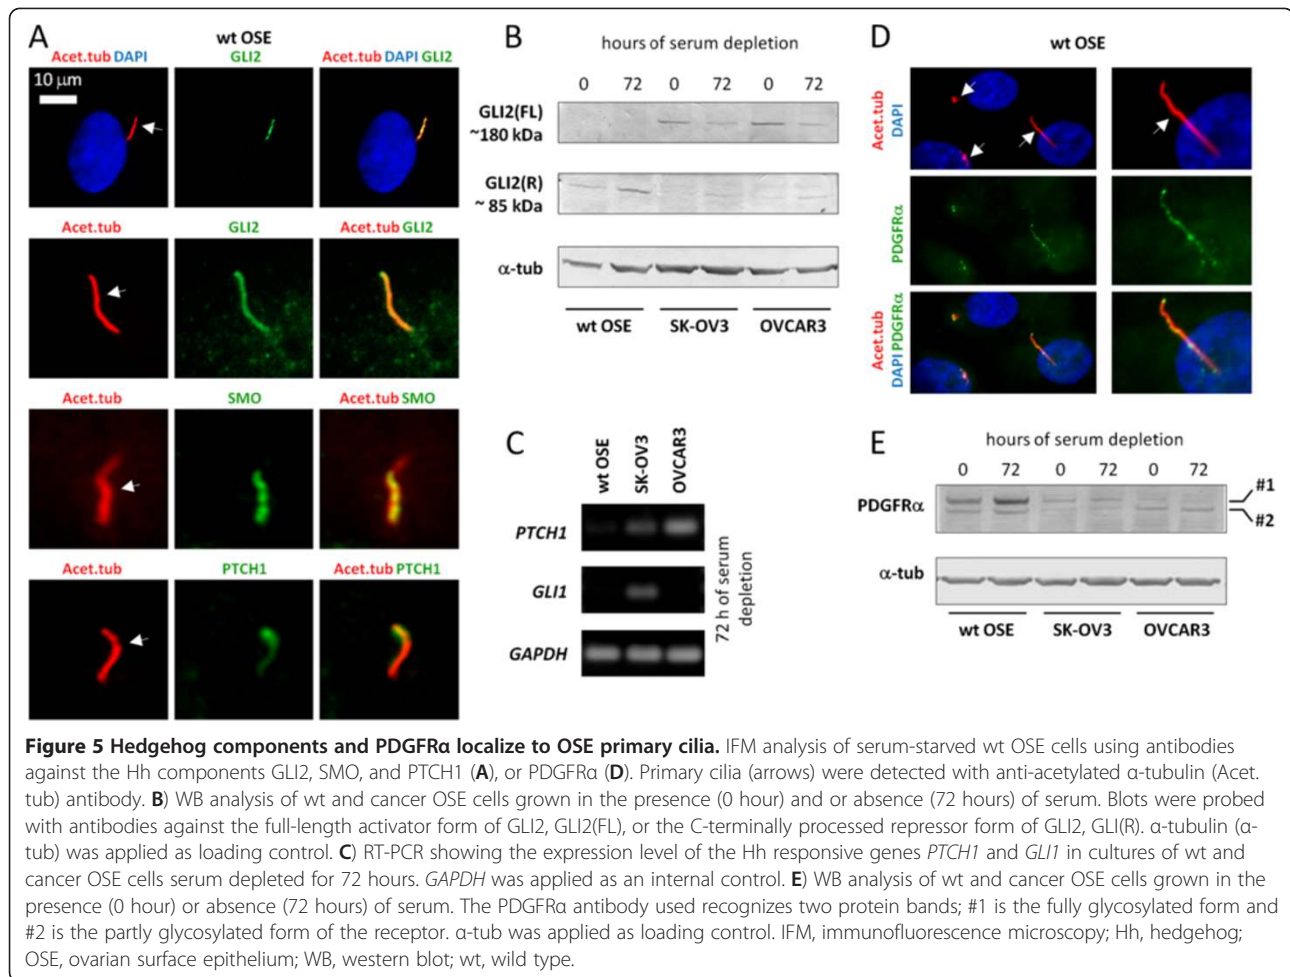 A
wt OSE
Acet.tub DAPI
GLI2
Acet.tub DAPI GLI2
10 µm
Acet.tub
GLI2
Acet.tub GLI2
Acet.tub
SMO
Acet.tub SMO
Acet.tub
PTCH1
Acet.tub PTCH1
B
hours of serum depletion
0 72 0 72 0 72
GLI2(FL)
~180 kDa
GLI2(R)
~ 85 kDa
α-tub
wt OSE SK-OV3 OVCAR3
C
wt OSE
SK-OV3
OVCAR3
PTCH1
GLI1
GAPDH
72 h of serum
depletion
D
wt OSE
Acet.tub
DAPI
PDGFRα
Acet.tub
DAPI PDGFRα
E
hours of serum depletion
0 72 0 72 0 72
PDGFRα
#1
#2
α-tub
wt OSE SK-OV3 OVCAR3
Figure 5 Hedgehog components and PDGFRα localize to OSE primary cilia. IFM analysis of serum-starved wt OSE cells using antibodies
against the Hh components GLI2, SMO, and PTCH1 (A), or PDGFRα (D). Primary cilia (arrows) were detected with anti-acetylated α-tubulin (Acet.
tub) antibody. B) WB analysis of wt and cancer OSE cells grown in the presence (0 hour) and or absence (72 hours) of serum. Blots were probed
with antibodies against the full-length activator form of GLI2, GLI2(FL), or the C-terminally processed repressor form of GLI2, GLI(R). α-tubulin (α-
tub) was applied as loading control. C) RT-PCR showing the expression level of the Hh responsive genes PTCH1 and GLI1 in cultures of wt and
cancer OSE cells serum depleted for 72 hours. GAPDH was applied as an internal control. E) WB analysis of wt and cancer OSE cells grown in the
presence (0 hour) or absence (72 hours) of serum. The PDGFRα antibody used recognizes two protein bands; #1 is the fully glycosylated form and
#2 is the partly glycosylated form of the receptor. α-tub was applied as loading control. IFM, immunofluorescence microscopy; Hh, hedgehog;
OSE, ovarian surface epithelium; WB, western blot; wt, wild type.